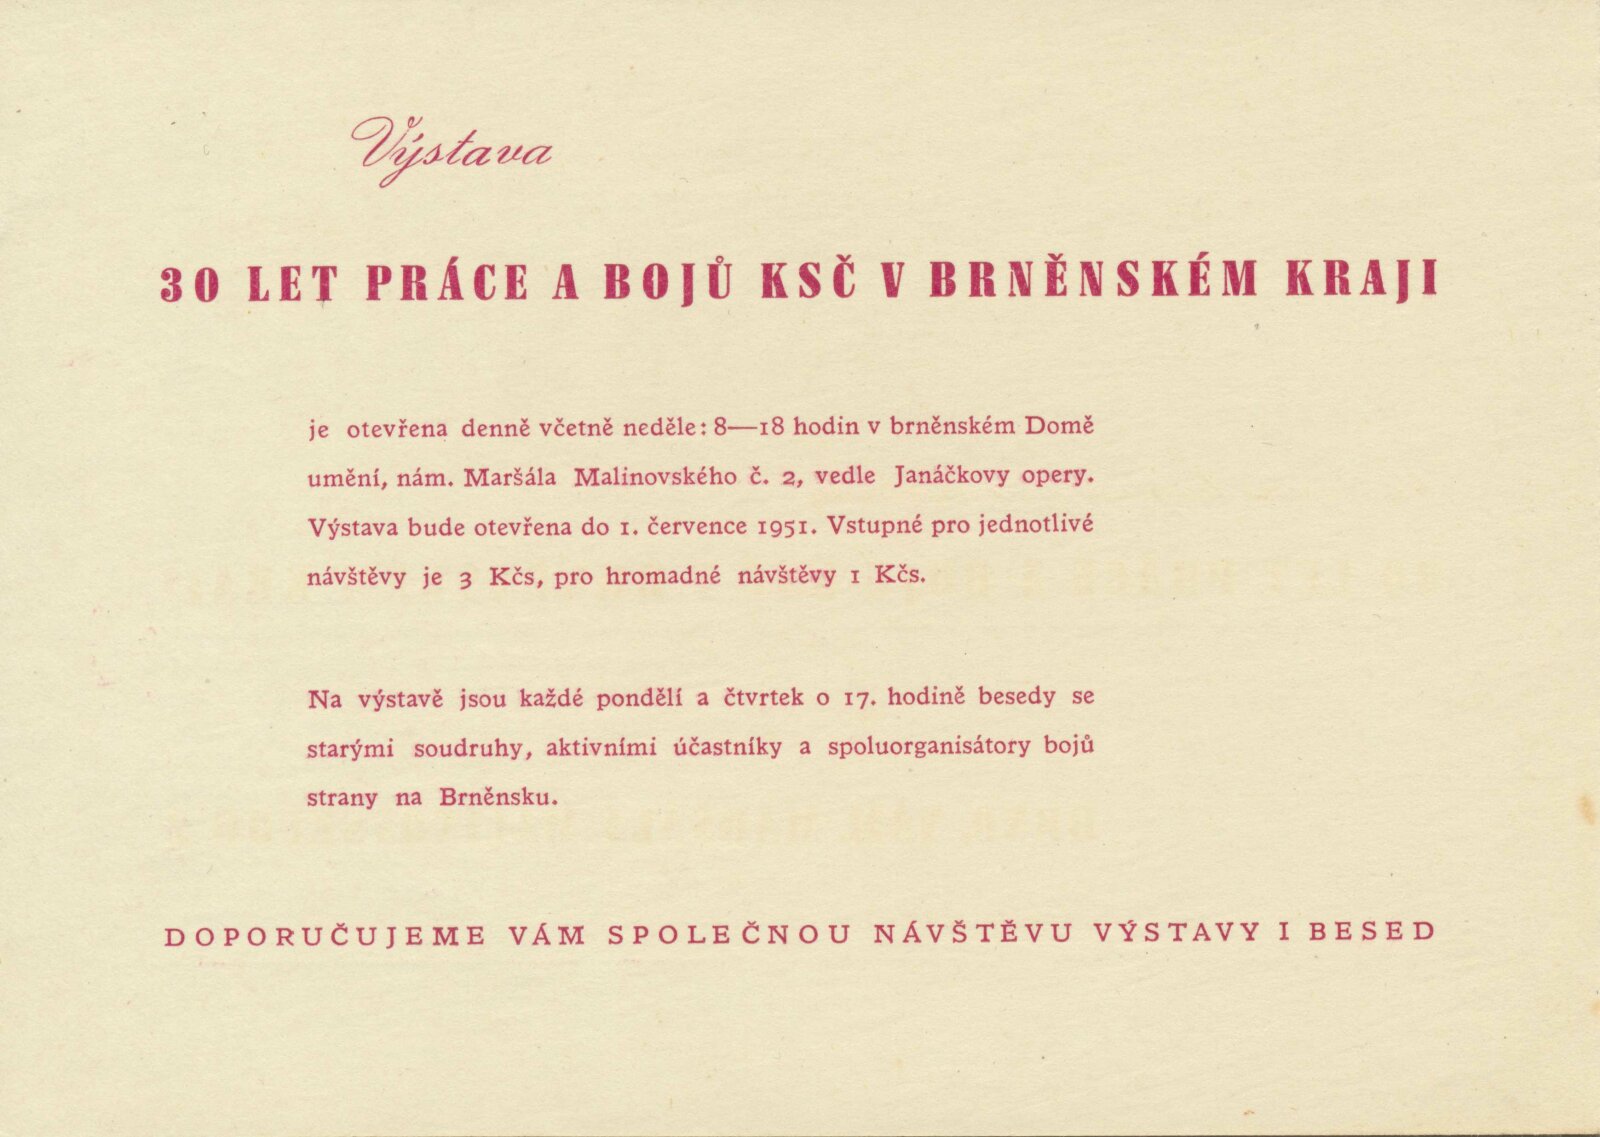 Výstava
30 LET PRÁCE A BOJŮ KSČ V BRNĚNSKÉM KRAJI
je otevřena denně včetně neděle: 8—18 hodin v brněnském Domě
umění, nám. Maršála Malinovského č. 2, vedle Janáčkovy opery.
Výstava bude otevřena do 1. července 1951. Vstupné pro jednotlivé
návštěvy je 3 Kčs, pro hromadné návštěvy 1 Kčs.
Na výstavě jsou každé pondělí a čtvrtek o 17. hodině besedy se
starými soudruhy, aktivními účastníky a spoluorganisátory bojů
strany na Brněnsku.
DOPORUČUJEME VÁM SPOLEČNOU NÁVŠTĚVU VÝSTAVY I BESED